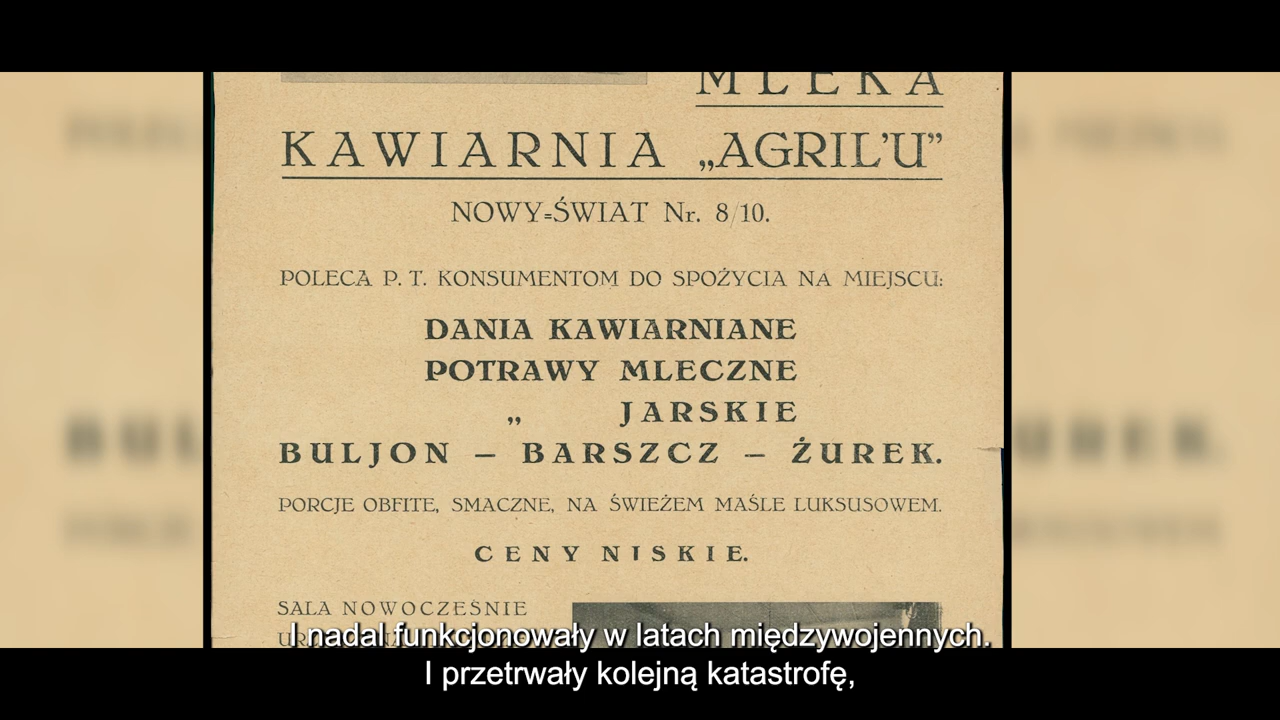 MLEKA
KAWIARNIA „AGRIL'U”
NOWY=ŚWIAT Nr. 8/10.
POLECA P. T. KONSUMENTOM DO SPOŻYCIA NA MIEJSCU:
DANIA KAWIARNIANE
POTRAWY MLECZNE
„ JARSKIE
BULJON – BARSZCZ – ŻUREK.
PORCJE OBFITE, SMACZNE, NA ŚWIEŻEM MAŚLE LUKSUSOWEM.
CENY NISKIE.
SALA NOWOCZEŚNIE
I nadal funkcjonowały w latach międzywojennych.
I przetrwały kolejną katastrofę,